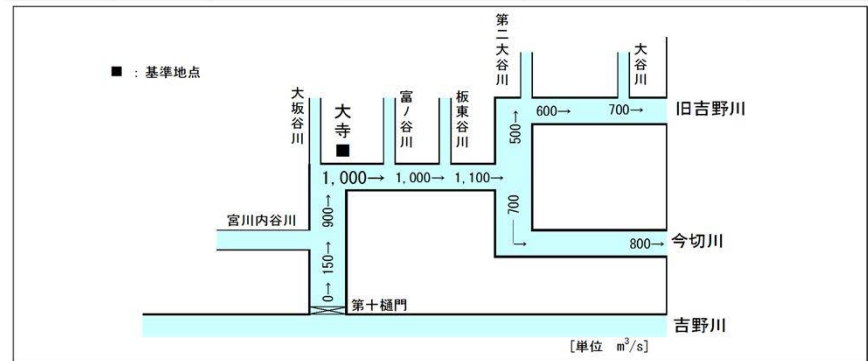 ■ : 基準地点
大坂谷川
大寺
■
富ノ谷川
板東谷川
第二大谷川
大谷川
600→
700→
旧吉野川
500→
1,000→
1,000→
1,100→
宮川内谷川
900→
150→
0→
700
→
800→
今切川
第十樋門
吉野川
[単位 m³/s]